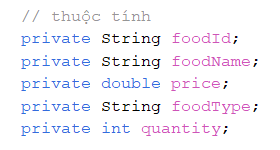 // thuộc tính
private String foodId;
private String foodName;
private double price;
private String foodType;
private int quantity;